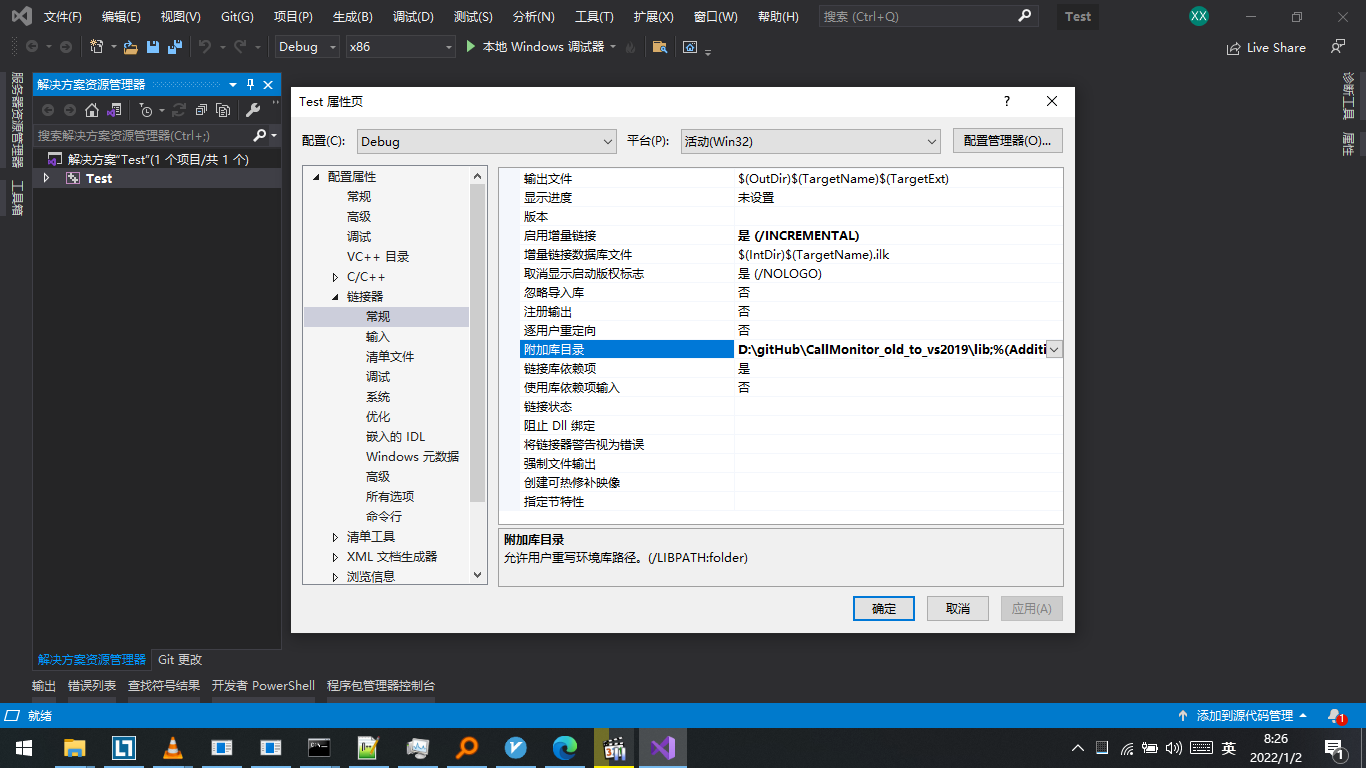 文件(F) 编辑(E) 视图(V) Git(G) 项目(P) 生成(B) 调试(D) 测试(S) 分析(N) 工具(T) 扩展(X) 窗口(W) 帮助(H) 搜索 (Ctrl+Q) Test XX
Debug x86 本地 Windows 调试器 Live Share
服务器资源管理器
工具箱
解决方案资源管理器
搜索解决方案资源管理器(Ctrl+;)
解决方案"Test"(1 个项目/共 1 个)
Test
解决方案资源管理器 Git 更改
Test 属性页 ?
配置(C): Debug 平台(P): 活动(Win32) 配置管理器(O)...
配置属性
常规
高级
调试
VC++ 目录
C/C++
链接器
常规
输入
清单文件
调试
系统
优化
嵌入的 IDL
Windows 元数据
高级
所有选项
命令行
清单工具
XML 文档生成器
浏览信息
输出文件 $(OutDir)$(TargetName)$(TargetExt)
显示进度 未设置
版本
启用增量链接 是 (/INCREMENTAL)
增量链接数据库文件 $(IntDir)$(TargetName).ilk
取消显示启动版权标志 是 (/NOLOGO)
忽略导入库 否
注册输出 否
逐用户重定向 否
附加库目录 D:\gitHub\CallMonitor_old_to_vs2019\lib;%(Additi
链接库依赖项 是
使用库依赖项输入 否
链接状态
阻止 Dll 绑定
将链接器警告视为错误
强制文件输出
创建可热修补映像
指定节特性
附加库目录
允许用户重写环境库路径。(/LIBPATH:folder)
确定 取消 应用(A)
诊断工具
属性
输出 错误列表 查找符号结果 开发者 PowerShell 程序包管理器控制台
就绪 添加到源代码管理 1
321 英 8:26
2022/1/2 1